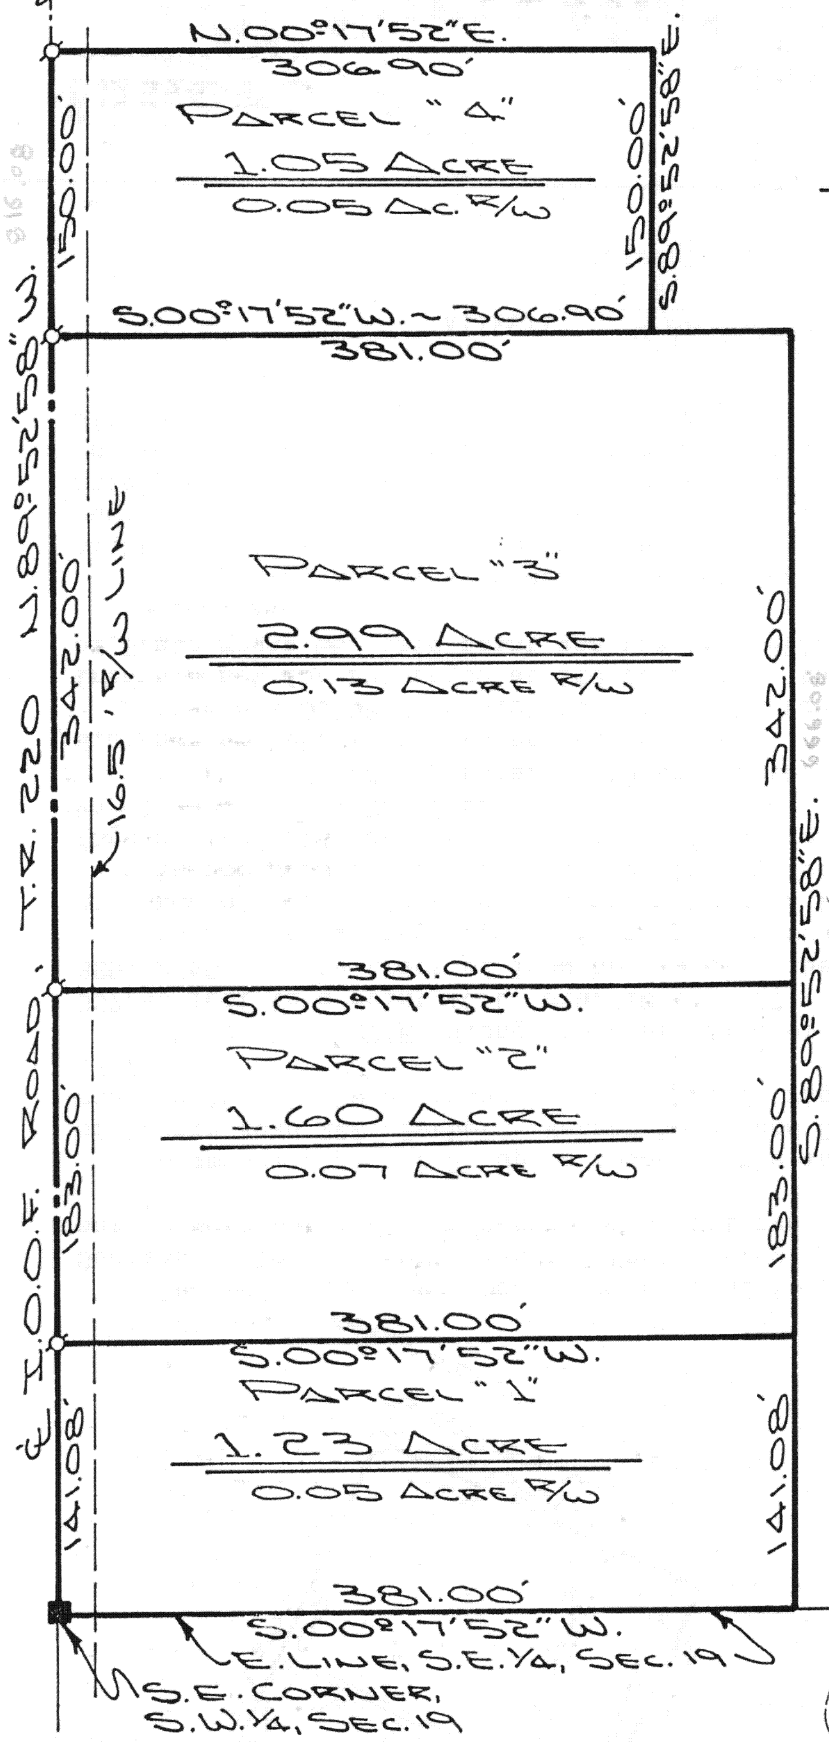 N.00°17'52"E.
306.90'
PARCEL "4"
1.05 ACRE
0.05 AC. R/W
150.00'
150.00'
S.89°52'58"E.
816.08
S.00°17'52"W. ~ 306.90'
381.00'
PARCEL "3"
2.99 ACRE
0.13 ACRE R/W
342.00'
342.00'
16.5' R/W LINE
666.08
381.00'
S.00°17'52"W.
PARCEL "2"
1.60 ACRE
0.07 ACRE R/W
183.00'
183.00'
S.89°52'58"E.
℄ I.O.O.F. ROAD, T.R. 220 N.89°52'58"W.
381.00'
S.00°17'52"W.
PARCEL "1"
1.23 ACRE
0.05 ACRE R/W
141.08'
141.08'
381.00'
S.00°17'52"W.
E. LINE, S.E. 1/4, SEC. 19
S.E. CORNER,
S.W. 1/4, SEC. 19